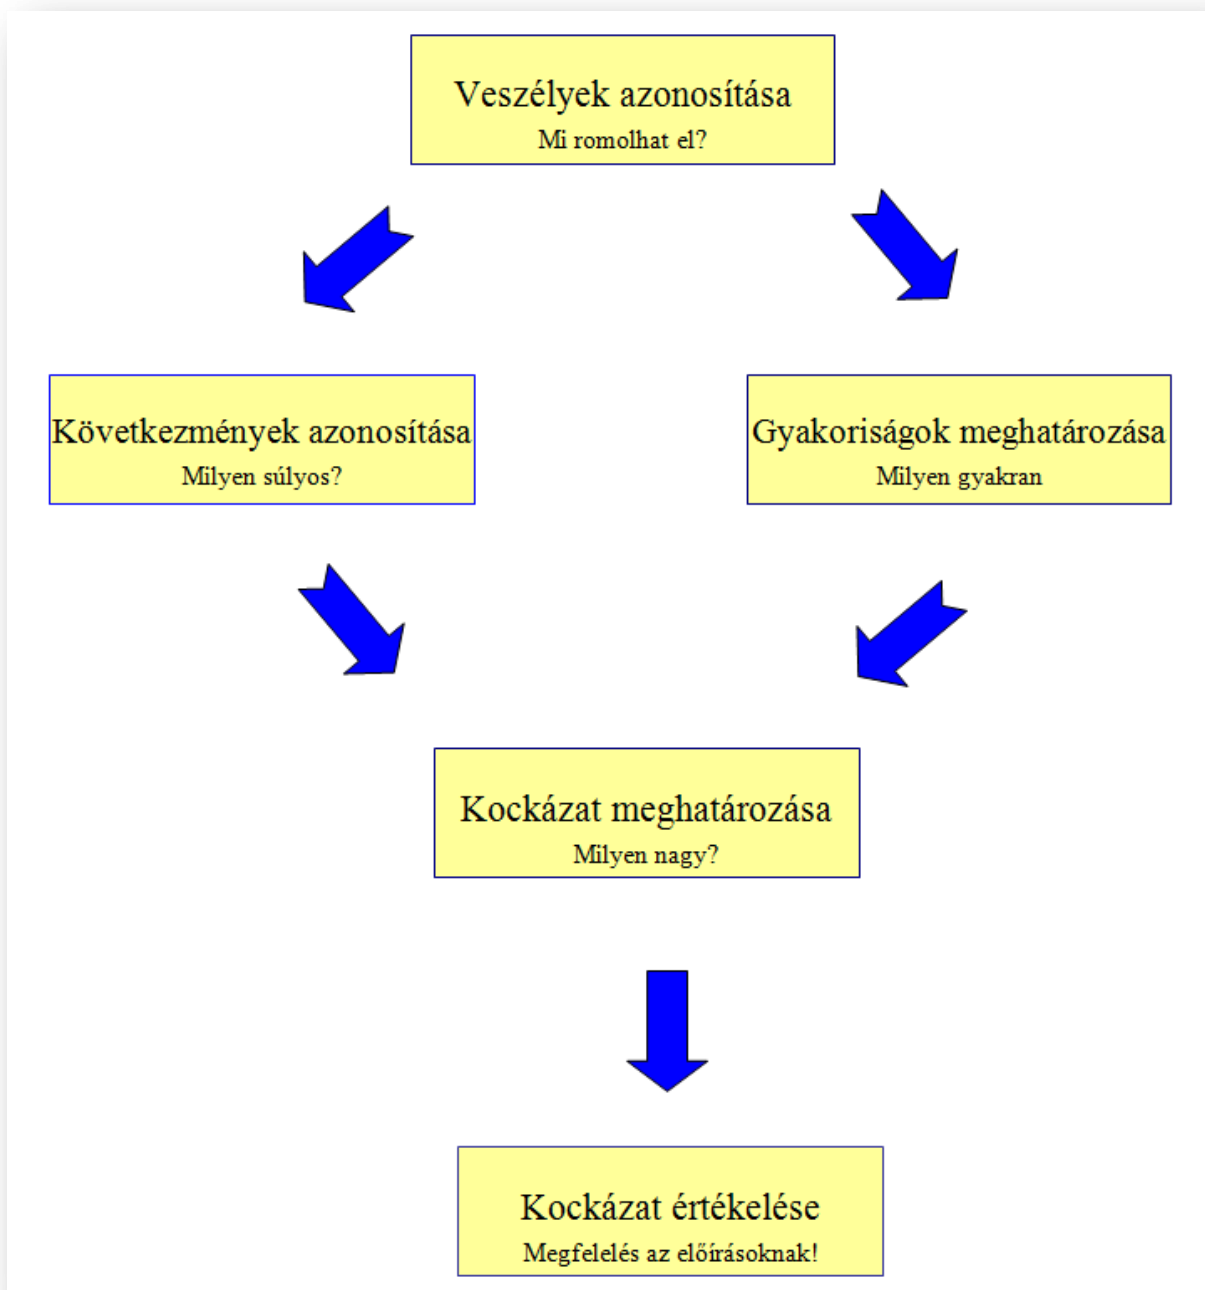 Veszélyek azonosítása
Mi romolhat el?
Következmények azonosítása
Milyen súlyos?
Gyakoriságok meghatározása
Milyen gyakran
Kockázat meghatározása
Milyen nagy?
Kockázat értékelése
Megfelelés az előírásoknak!